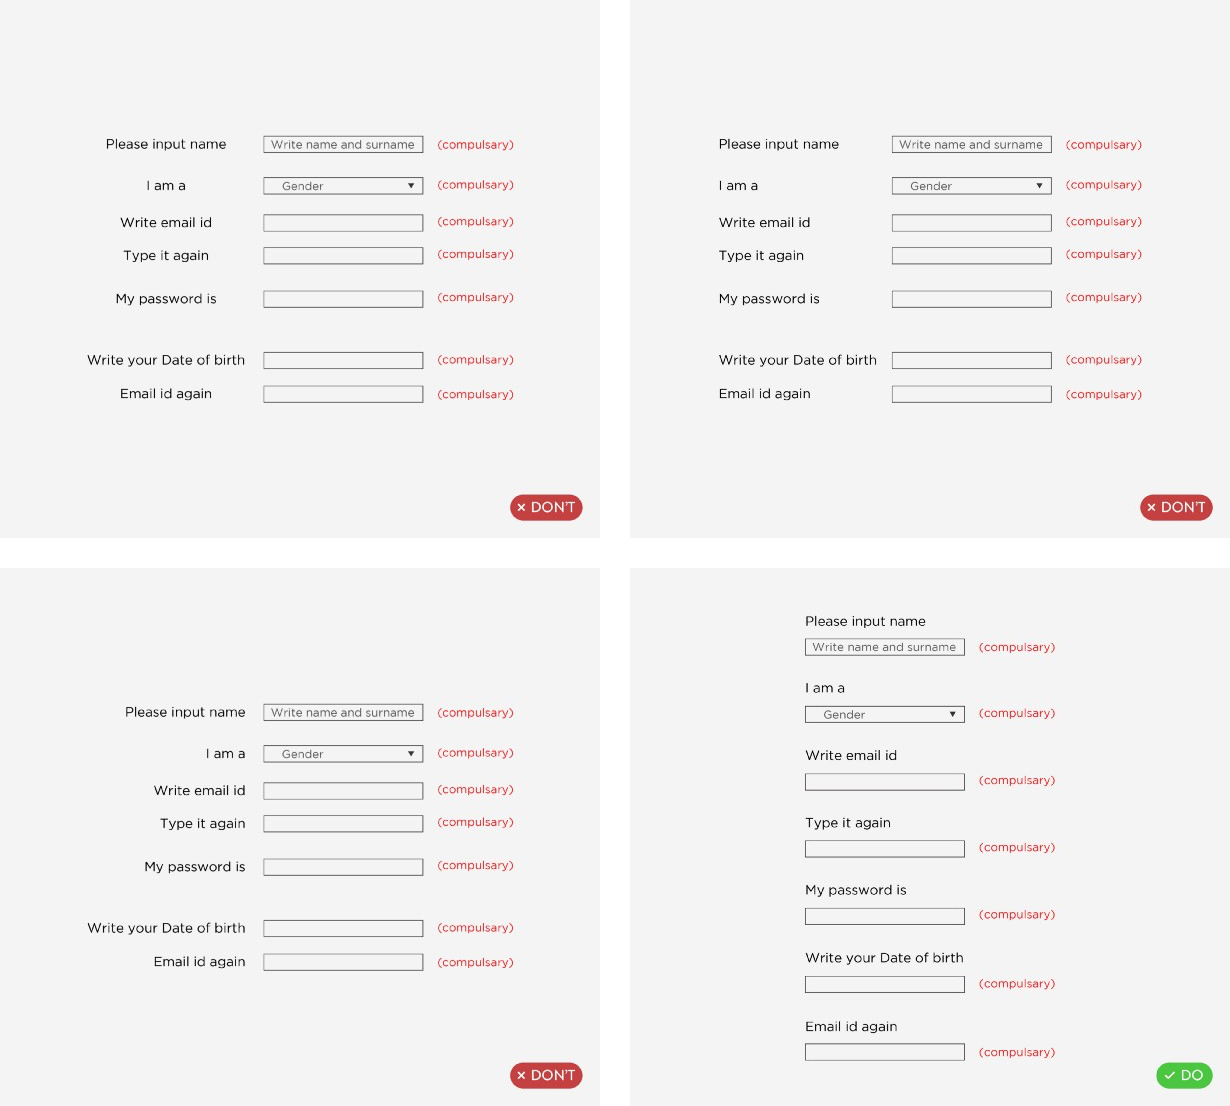 Please input name Write name and surname (compulsary)
I am a Gender (compulsary)
Write email id (compulsary)
Type it again (compulsary)
My password is (compulsary)
Write your Date of birth (compulsary)
Email id again (compulsary)
× DON'T
Please input name Write name and surname (compulsary)
I am a Gender (compulsary)
Write email id (compulsary)
Type it again (compulsary)
My password is (compulsary)
Write your Date of birth (compulsary)
Email id again (compulsary)
× DON'T
Please input name Write name and surname (compulsary)
I am a Gender (compulsary)
Write email id (compulsary)
Type it again (compulsary)
My password is (compulsary)
Write your Date of birth (compulsary)
Email id again (compulsary)
× DON'T
Please input name
Write name and surname (compulsary)
I am a
Gender (compulsary)
Write email id
(compulsary)
Type it again
(compulsary)
My password is
(compulsary)
Write your Date of birth
(compulsary)
Email id again
(compulsary)
✓ DO